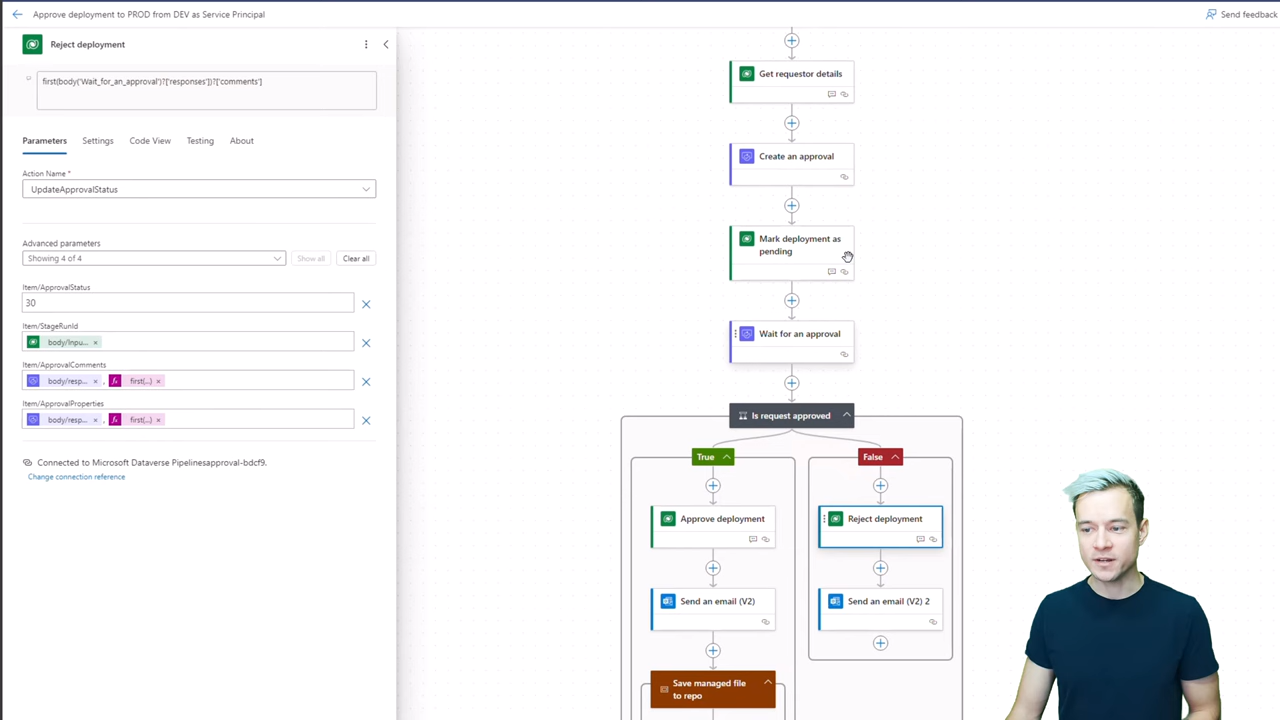 Approve deployment to PROD from DEV as Service Principal
Send feedback
Reject deployment
first(body('Wait_for_an_approval')?['responses'])?['comments']
Parameters
Settings
Code View
Testing
About
Action Name *
UpdateApprovalStatus
Advanced parameters
Showing 4 of 4
Show all
Clear all
Item/ApprovalStatus
30
Item/StageRunId
body/Inpu... ×
Item/ApprovalComments
body/resp... × , fx first(...) ×
Item/ApprovalProperties
body/resp... × , fx first(...) ×
Connected to Microsoft Dataverse Pipelinesapproval-bdcf9.
Change connection reference
Get requestor details
Create an approval
Mark deployment as
pending
Wait for an approval
Is request approved
True
False
Approve deployment
Reject deployment
Send an email (V2)
Send an email (V2) 2
Save managed file
to repo